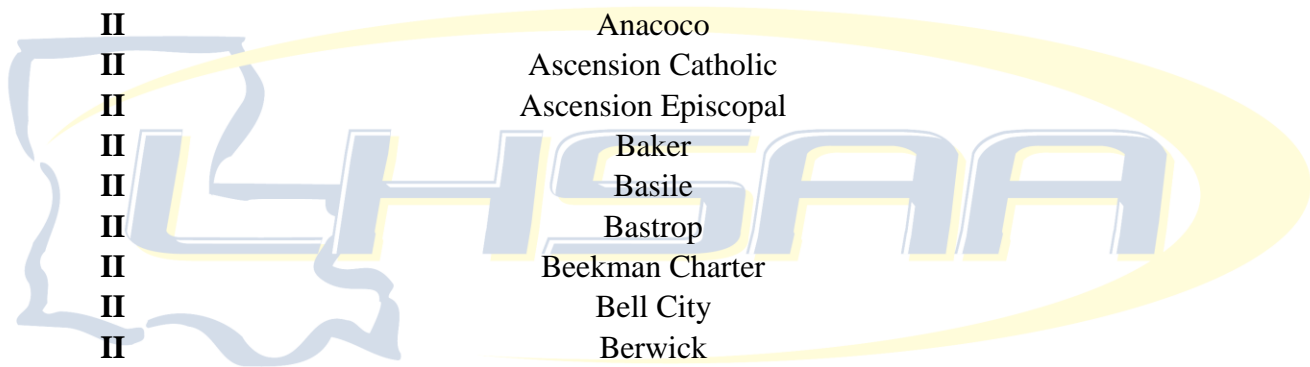 II Anacoco
II Ascension Catholic
II Ascension Episcopal
II Baker
II Basile
II Bastrop
II Beekman Charter
II Bell City
II Berwick
LHSAA